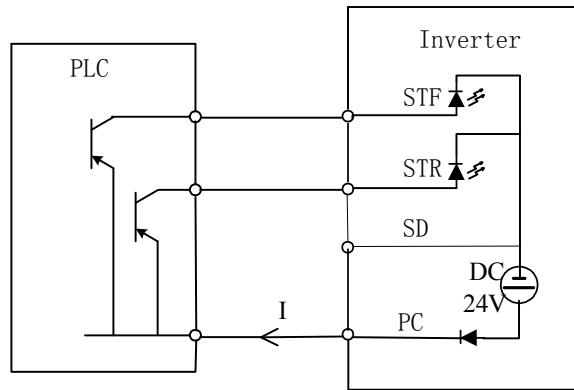 Inverter
PLC
STF
STR
SD
DC
24V
I
PC